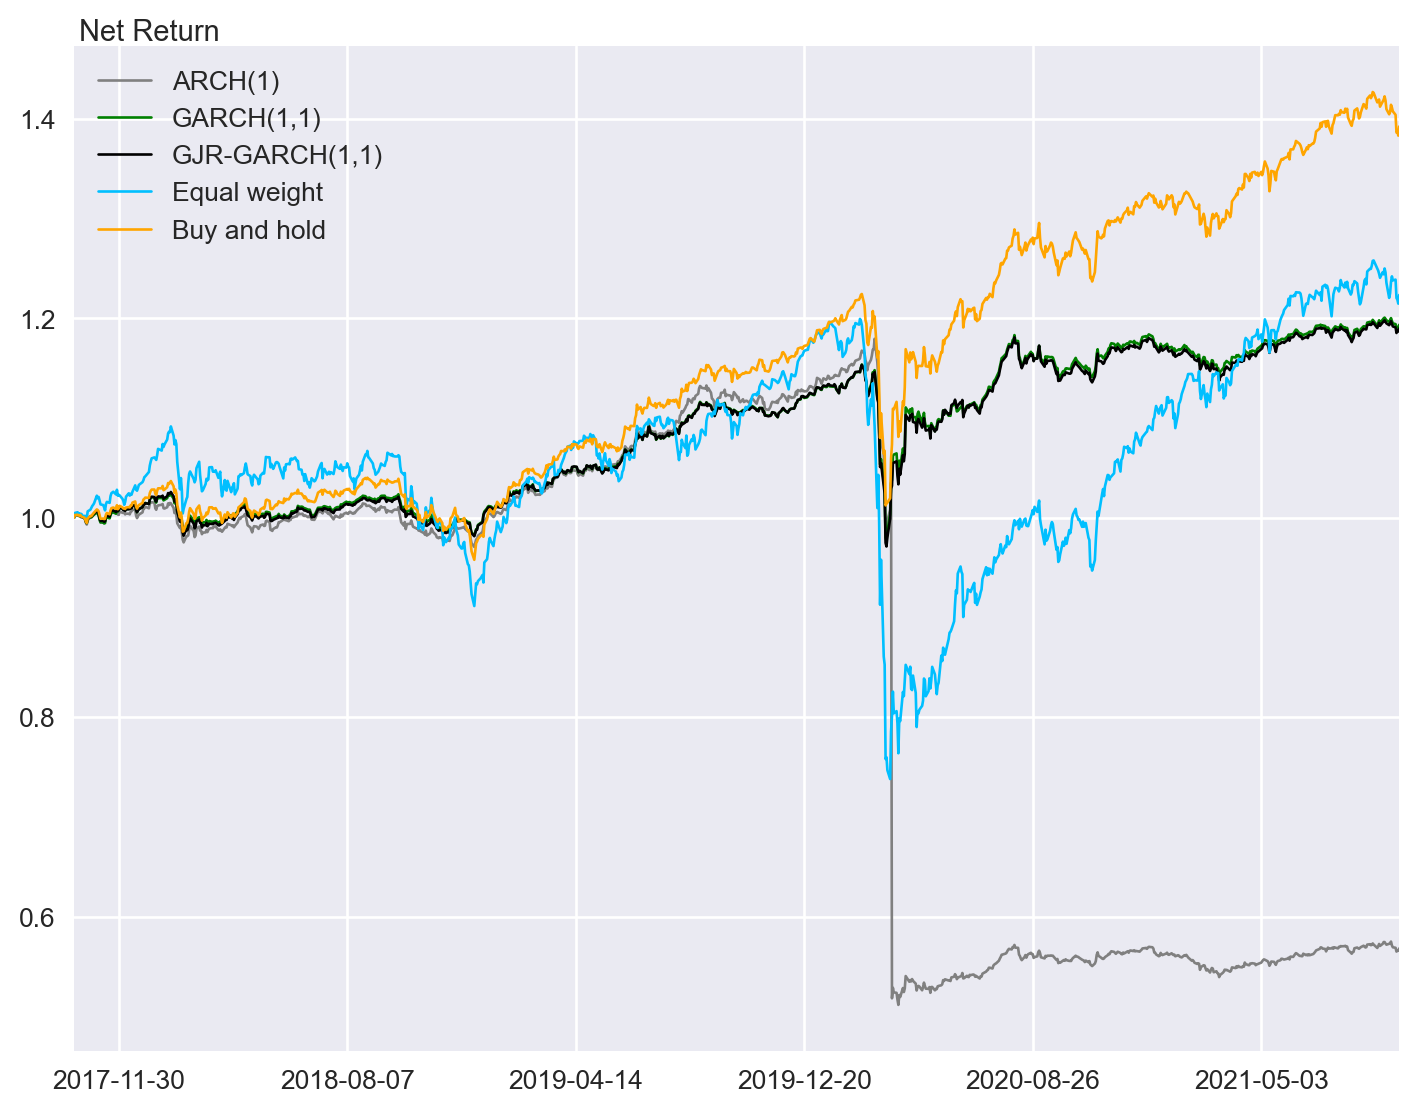 Net Return
ARCH(1)
GARCH(1,1)
GJR-GARCH(1,1)
Equal weight
Buy and hold
1.4
1.2
1.0
0.8
0.6
2017-11-30 2018-08-07 2019-04-14 2019-12-20 2020-08-26 2021-05-03